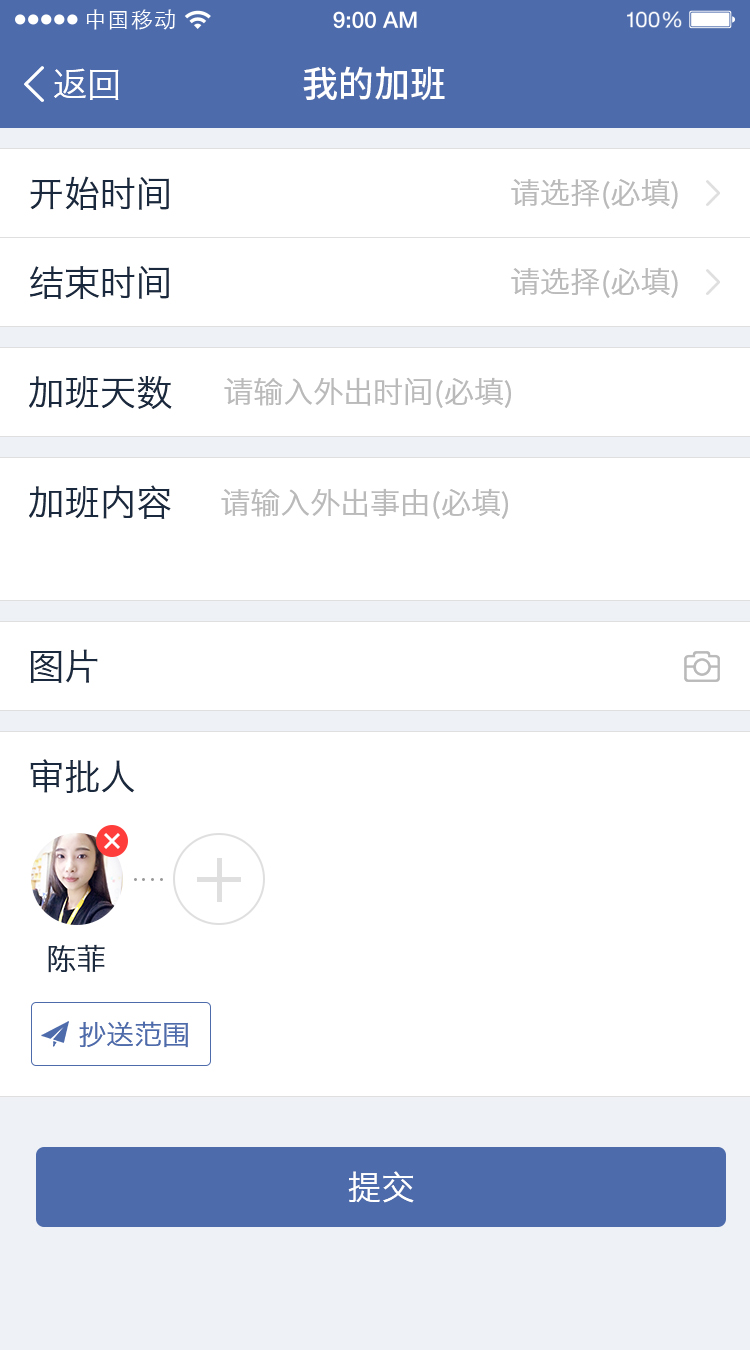 中国移动 9:00 AM 100%
返回 我的加班
开始时间 请选择(必填)
结束时间 请选择(必填)
加班天数 请输入外出时间(必填)
加班内容 请输入外出事由(必填)
图片
审批人
陈菲
抄送范围
提交